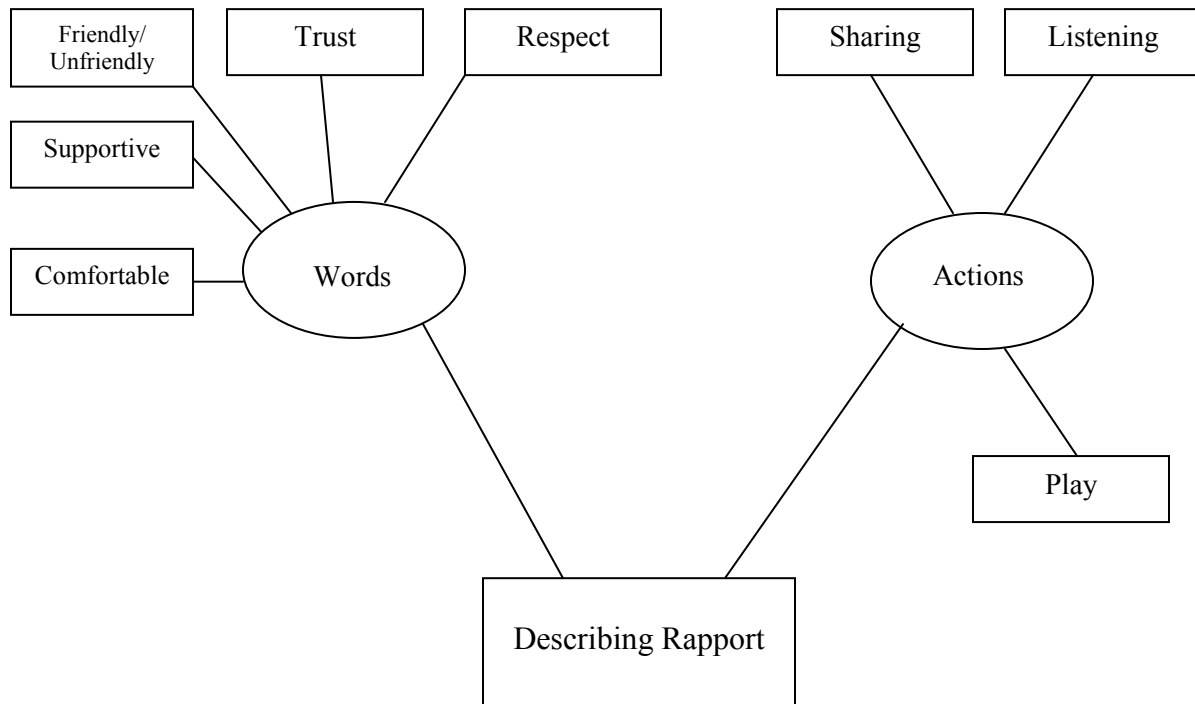 Friendly/
Unfriendly
Trust
Respect
Sharing
Listening
Supportive
Comfortable
Words
Actions
Play
Describing Rapport